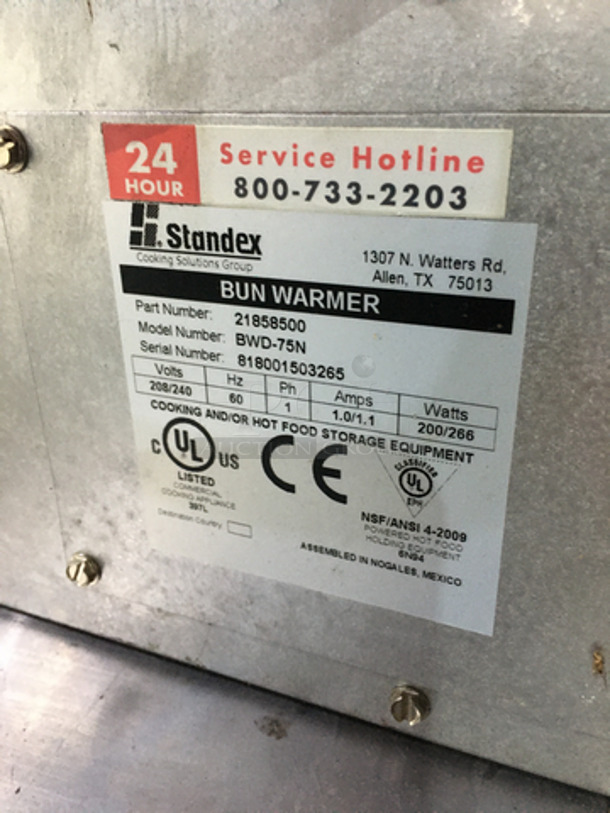 24
HOUR
Service Hotline
800-733-2203
Standex
Cooking Solutions Group
1307 N. Watters Rd,
Allen, TX 75013
BUN WARMER
Part Number: 21858500
Model Number: BWD-75N
Serial Number: 818001503265
Volts Hz Ph Amps Watts
208/240 60 1 1.0/1.1 200/266
COOKING AND/OR HOT FOOD STORAGE EQUIPMENT
C UL US
LISTED
COMMERCIAL
COOKING APPLIANCE
397L
Destination Country
CE
CLASSIFIED
UL
EPH
NSF/ANSI 4-2009
POWERED HOT FOOD
HOLDING EQUIPMENT
6N94
ASSEMBLED IN NOGALES, MEXICO